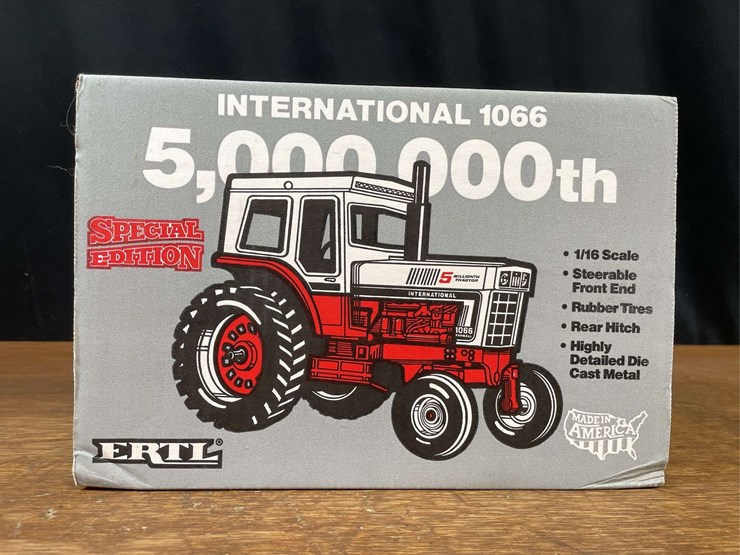 INTERNATIONAL 1066
5,000,000th
SPECIAL
EDITION
• 1/16 Scale
• Steerable
Front End
• Rubber Tires
• Rear Hitch
• Highly
Detailed Die
Cast Metal
5 MILLIONTH
TRACTOR
INTERNATIONAL
1066
MADE IN
AMERICA
ERTL®